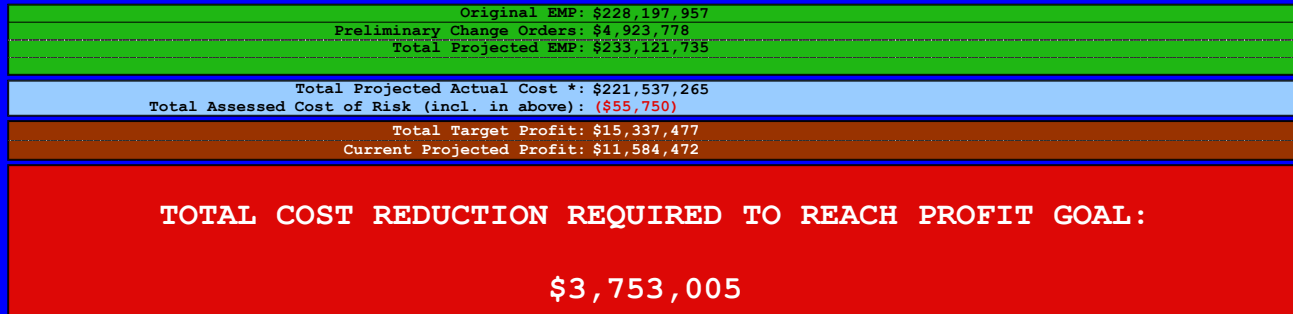 Original EMP: $228,197,957
Preliminary Change Orders: $4,923,778
Total Projected EMP: $233,121,735
Total Projected Actual Cost *: $221,537,265
Total Assessed Cost of Risk (incl. in above): ($55,750)
Total Target Profit: $15,337,477
Current Projected Profit: $11,584,472
TOTAL COST REDUCTION REQUIRED TO REACH PROFIT GOAL:
$3,753,005